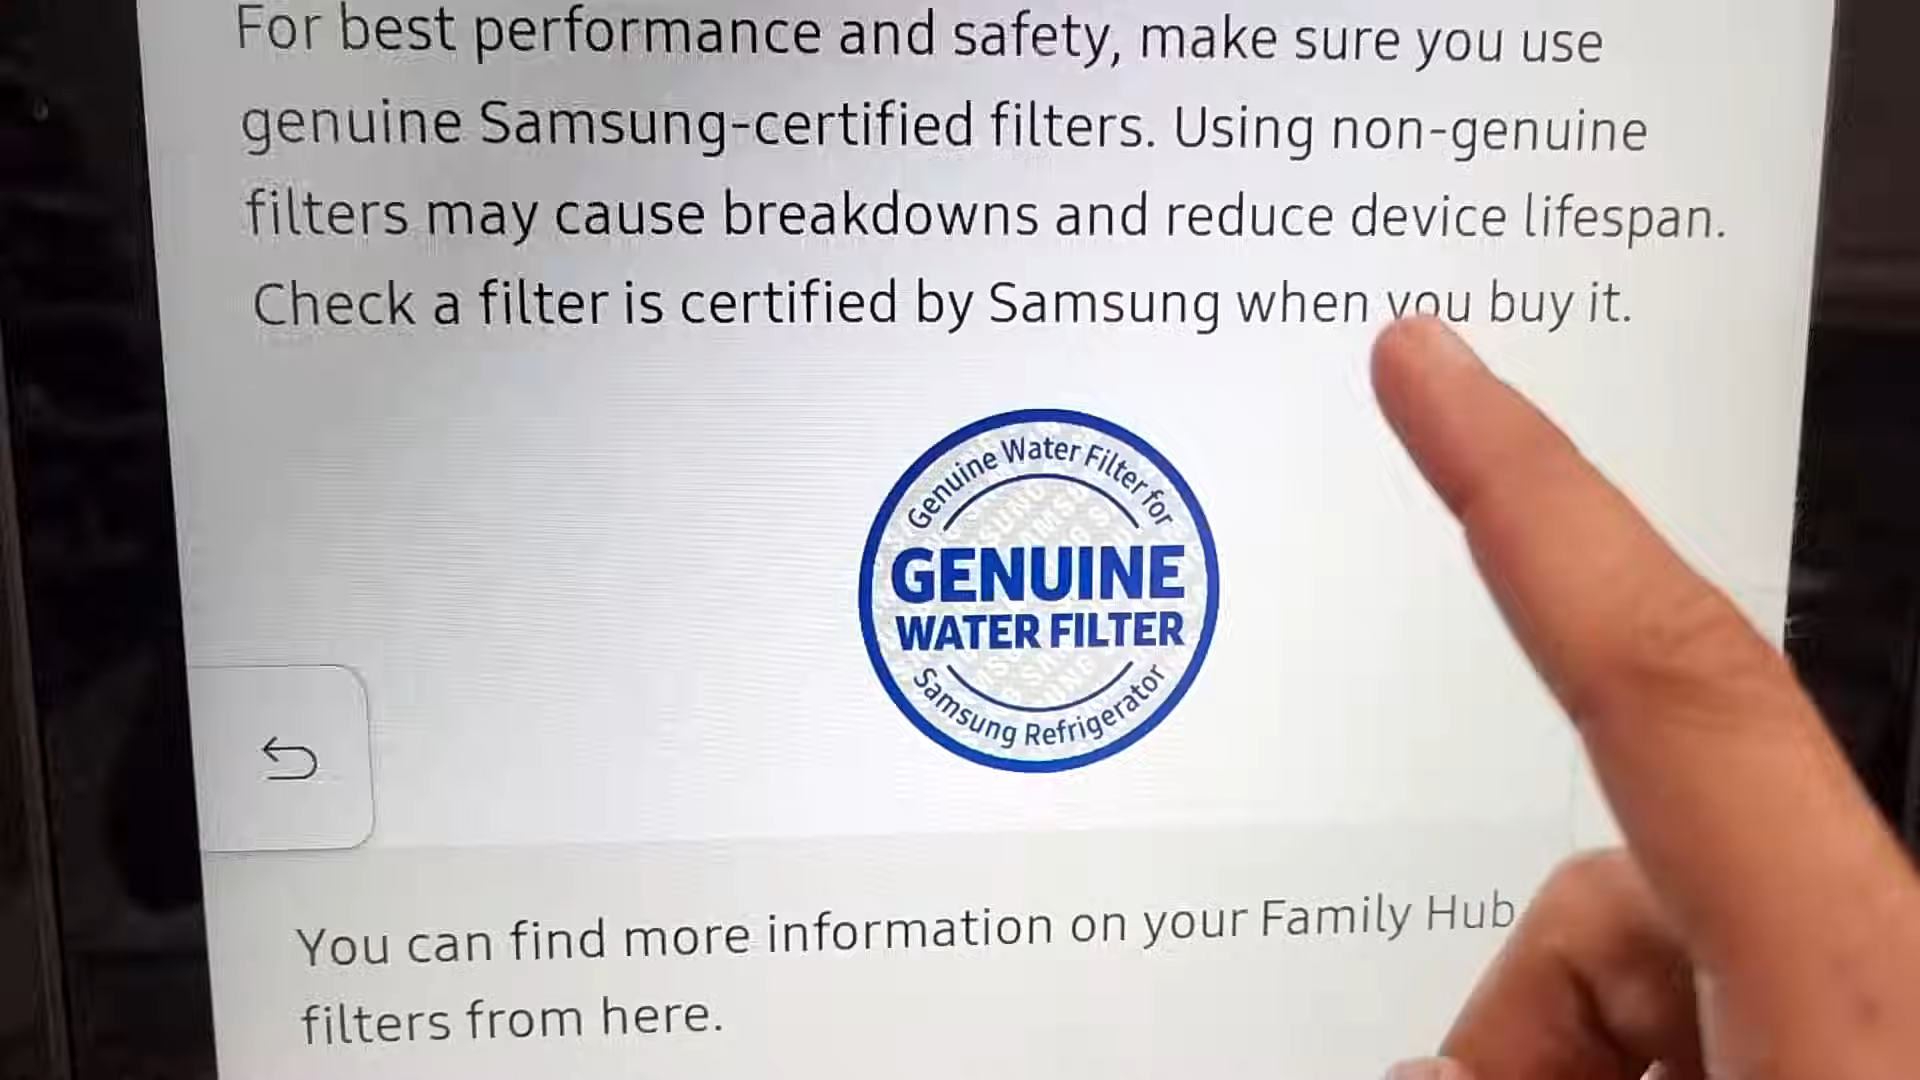 For best performance and safety, make sure you use
genuine Samsung-certified filters. Using non-genuine
filters may cause breakdowns and reduce device lifespan.
Check a filter is certified by Samsung when you buy it.
Genuine Water Filter for
GENUINE
WATER FILTER
Samsung Refrigerator
You can find more information on your Family Hub
filters from here.